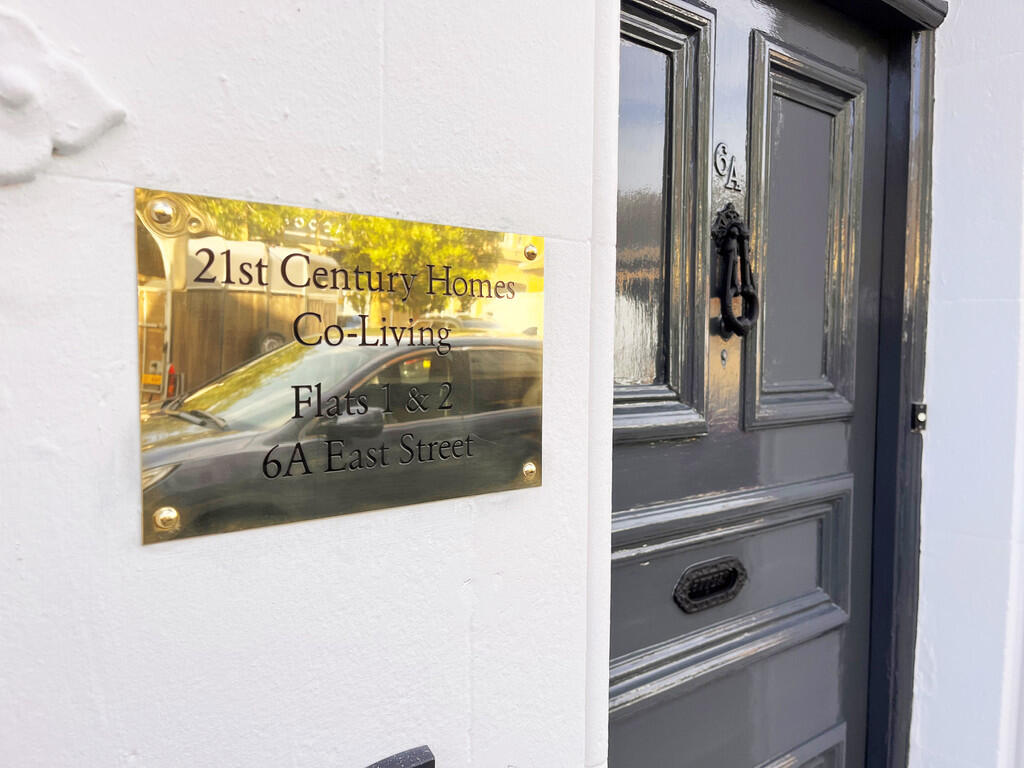 21st Century Homes
Co-Living
Flats 1 & 2
6A East Street
6A